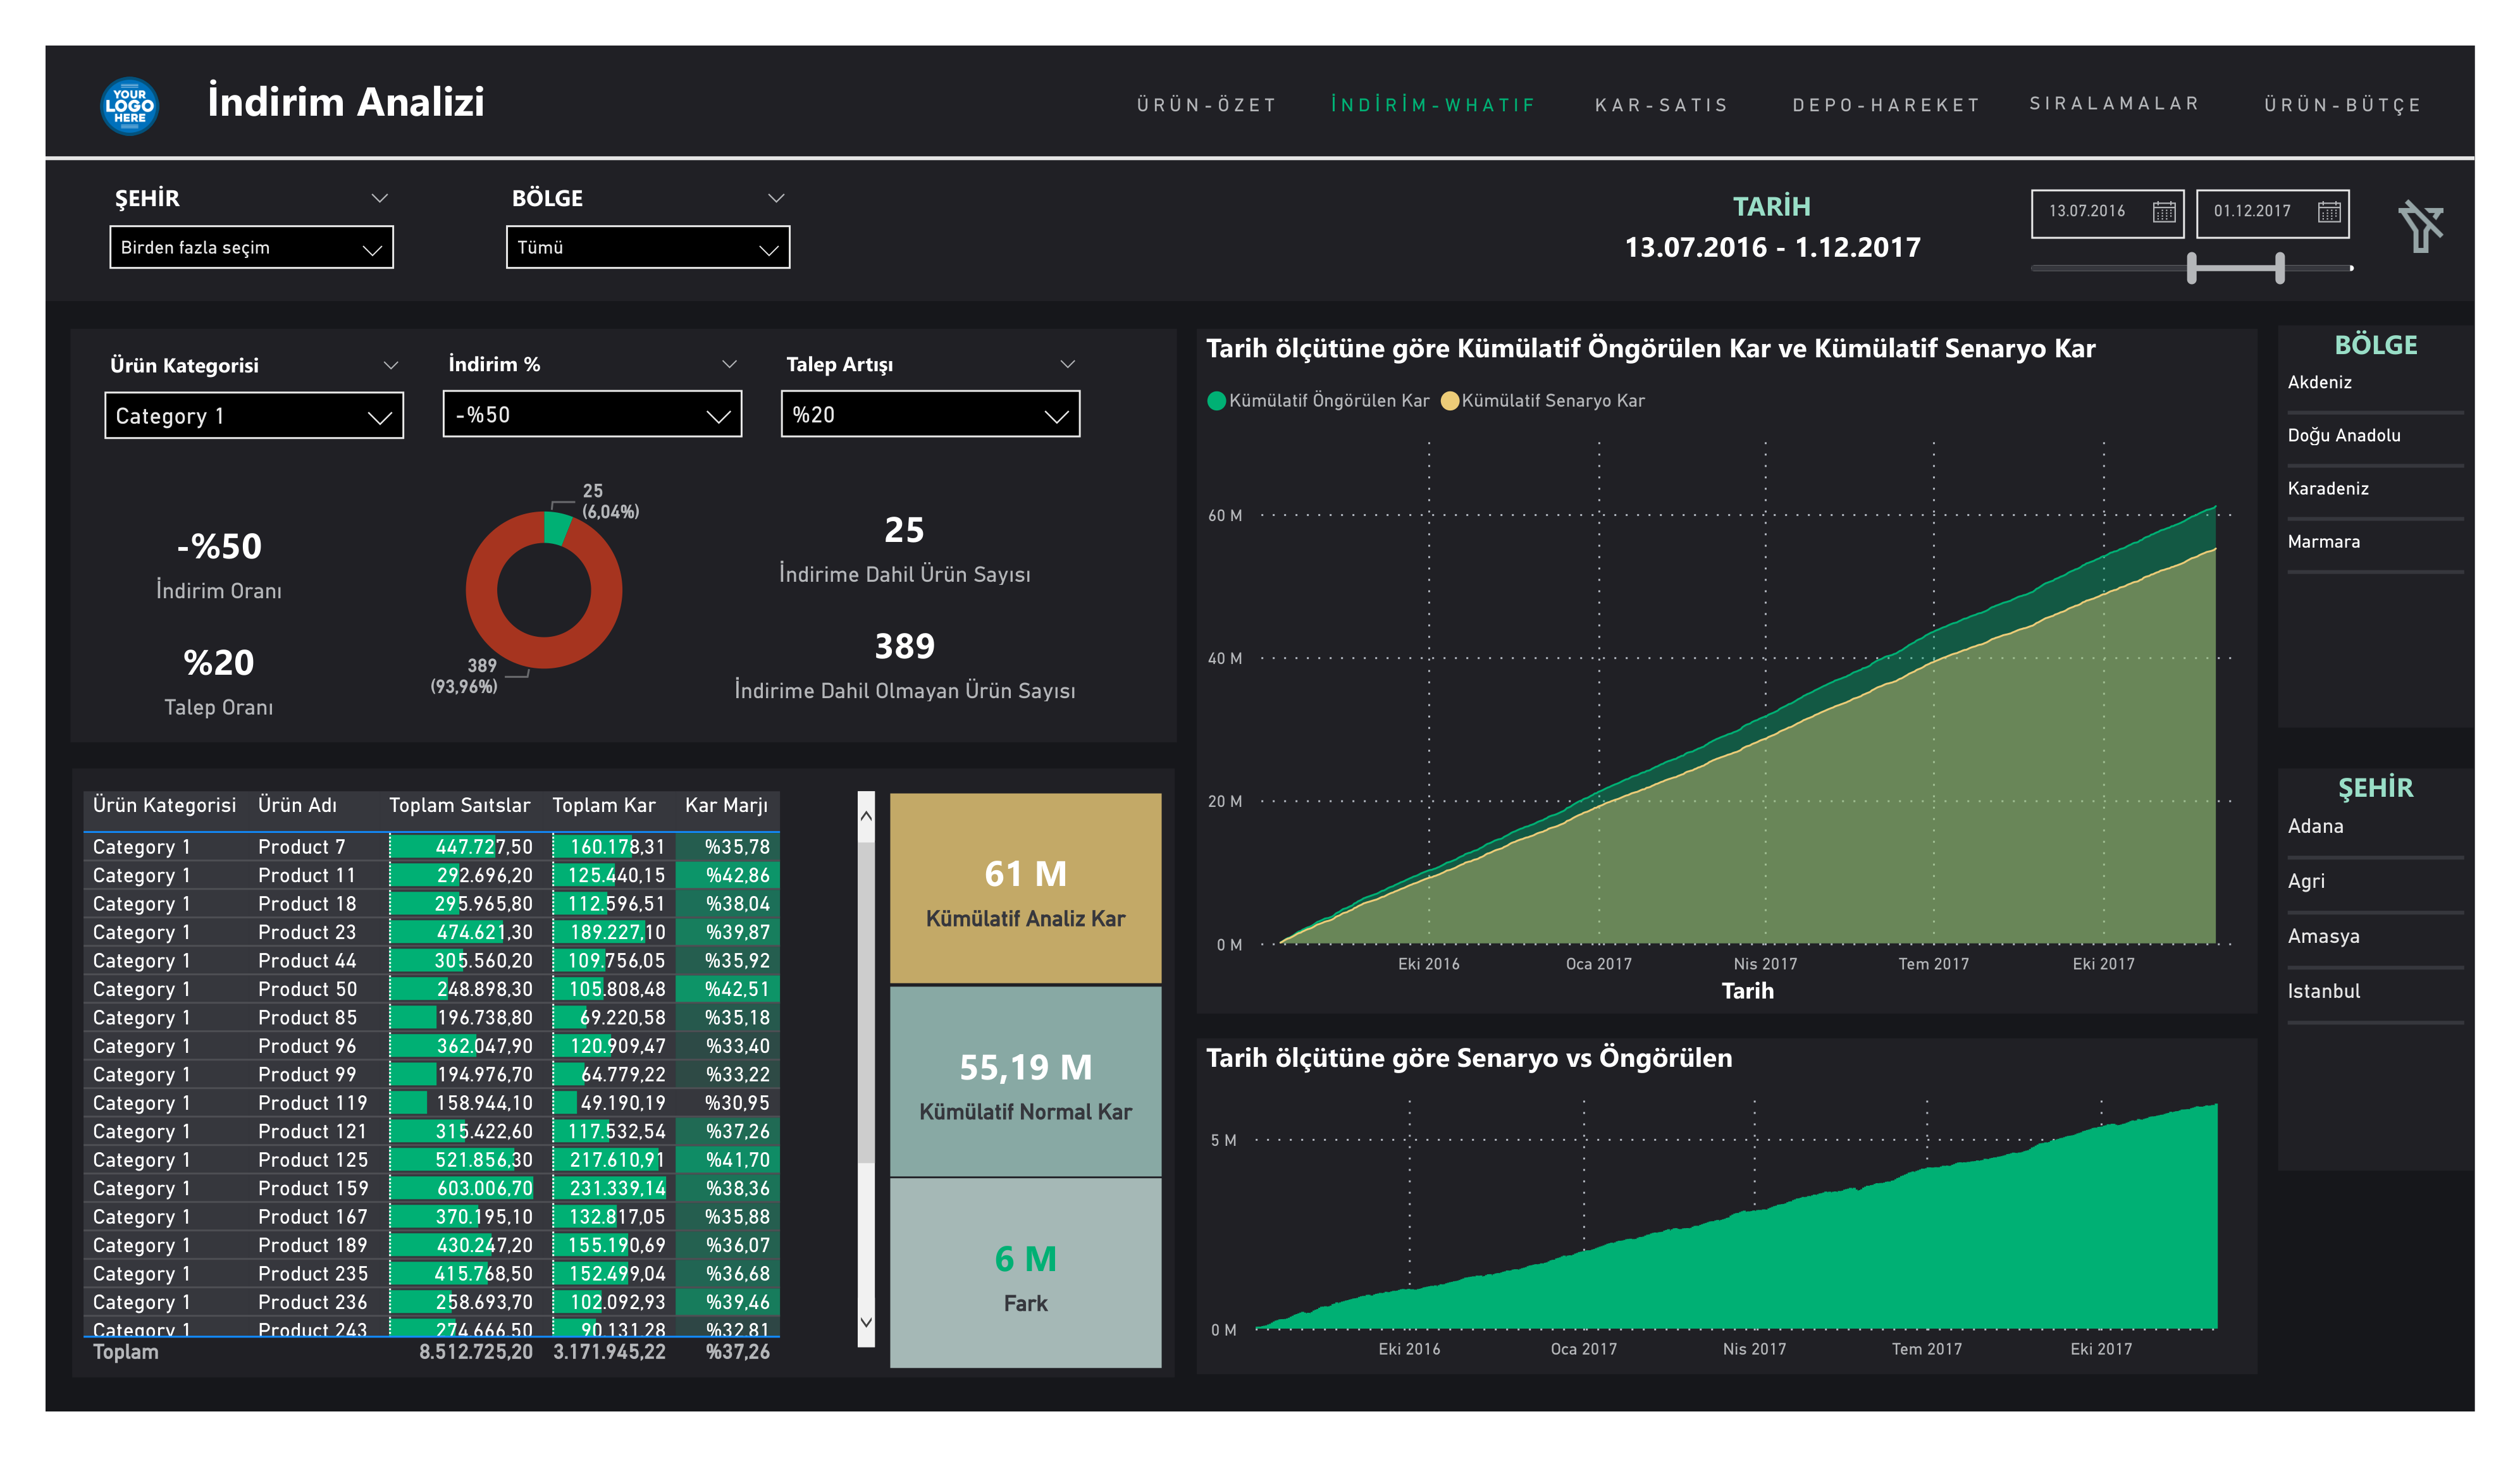 YOUR
LOGO
HERE
İndirim Analizi
ÜRÜN-ÖZET İNDİRİM-WHATIF KAR-SATIS DEPO-HAREKET SIRALAMALAR ÜRÜN-BÜTÇE
ŞEHİR
Birden fazla seçim
BÖLGE
Tümü
TARİH
13.07.2016 - 1.12.2017
13.07.2016 01.12.2017
Ürün Kategorisi
Category 1
İndirim %
-%50
Talep Artışı
%20
-%50
İndirim Oranı
%20
Talep Oranı
25
(6,04%)
389
(93,96%)
25
İndirime Dahil Ürün Sayısı
389
İndirime Dahil Olmayan Ürün Sayısı
Ürün Kategorisi Ürün Adı Toplam Saıtslar Toplam Kar Kar Marjı
Category 1 Product 7 447.727,50 160.178,31 %35,78
Category 1 Product 11 292.696,20 125.440,15 %42,86
Category 1 Product 18 295.965,80 112.596,51 %38,04
Category 1 Product 23 474.621,30 189.227,10 %39,87
Category 1 Product 44 305.560,20 109.756,05 %35,92
Category 1 Product 50 248.898,30 105.808,48 %42,51
Category 1 Product 85 196.738,80 69.220,58 %35,18
Category 1 Product 96 362.047,90 120.909,47 %33,40
Category 1 Product 99 194.976,70 64.779,22 %33,22
Category 1 Product 119 158.944,10 49.190,19 %30,95
Category 1 Product 121 315.422,60 117.532,54 %37,26
Category 1 Product 125 521.856,30 217.610,91 %41,70
Category 1 Product 159 603.006,70 231.339,14 %38,36
Category 1 Product 167 370.195,10 132.817,05 %35,88
Category 1 Product 189 430.247,20 155.190,69 %36,07
Category 1 Product 235 415.768,50 152.499,04 %36,68
Category 1 Product 236 258.693,70 102.092,93 %39,46
Category 1 Product 243 274.666,50 90.131,28 %32,81
Toplam 8.512.725,20 3.171.945,22 %37,26
61 M
Kümülatif Analiz Kar
55,19 M
Kümülatif Normal Kar
6 M
Fark
Tarih ölçütüne göre Kümülatif Öngörülen Kar ve Kümülatif Senaryo Kar
Kümülatif Öngörülen Kar Kümülatif Senaryo Kar
60 M
40 M
20 M
0 M
Eki 2016 Oca 2017 Nis 2017 Tem 2017 Eki 2017
Tarih
Tarih ölçütüne göre Senaryo vs Öngörülen
5 M
0 M
Eki 2016 Oca 2017 Nis 2017 Tem 2017 Eki 2017
BÖLGE
Akdeniz
Doğu Anadolu
Karadeniz
Marmara
ŞEHİR
Adana
Agri
Amasya
Istanbul